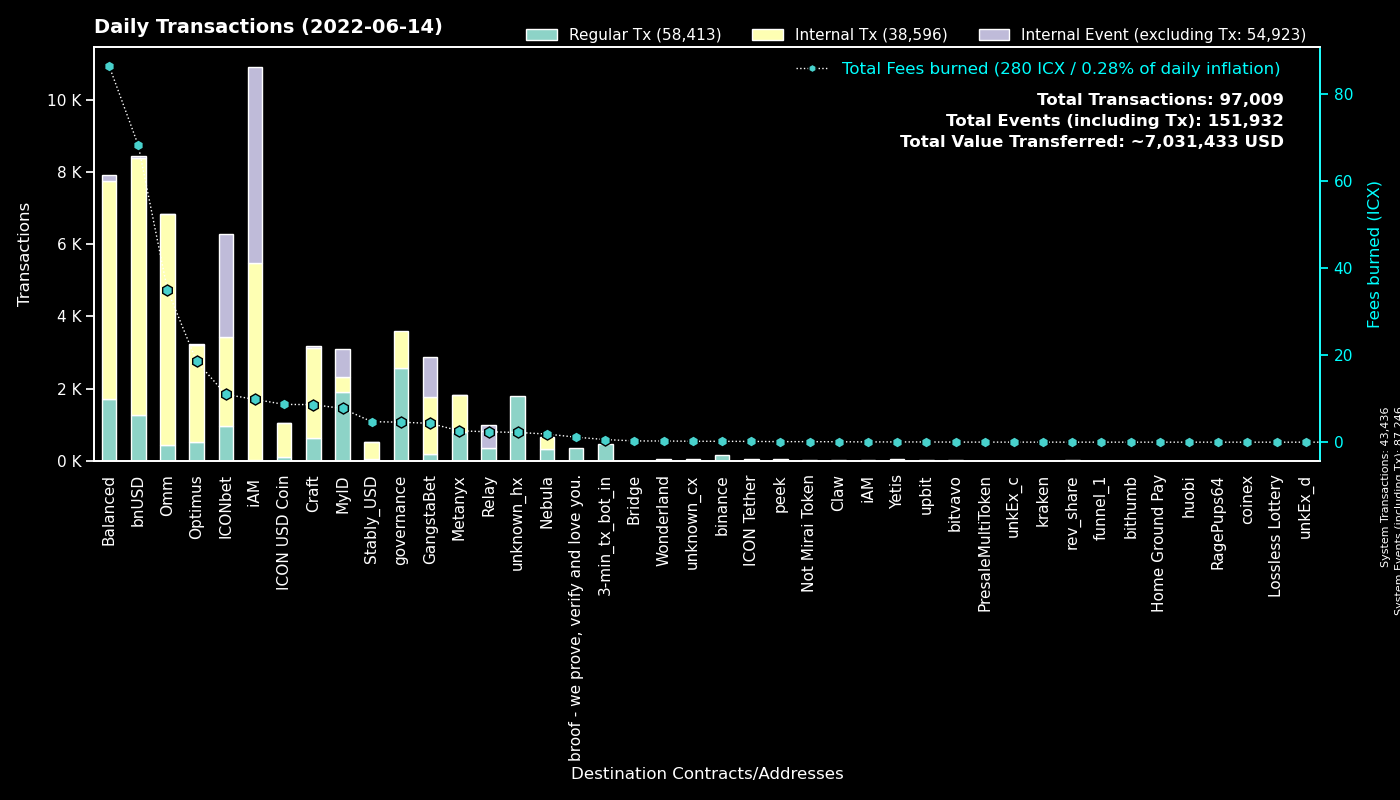 Daily Transactions (2022-06-14)
Regular Tx (58,413)
Internal Tx (38,596)
Internal Event (excluding Tx: 54,923)
Total Fees burned (280 ICX / 0.28% of daily inflation)
Total Transactions: 97,009
Total Events (including Tx): 151,932
Total Value Transferred: ~7,031,433 USD
Transactions
10 K
8 K
6 K
4 K
2 K
0 K
Fees burned (ICX)
80
60
40
20
0
Balanced
bnUSD
Omm
Optimus
ICONbet
iAM
ICON USD Coin
Craft
MyID
Stably_USD
governance
GangstaBet
Metanyx
Relay
unknown_hx
Nebula
broof - we prove, verify and love you.
3-min_tx_bot_in
Bridge
Wonderland
unknown_cx
binance
ICON Tether
peek
Not Mirai Token
Claw
iAM
Yetis
upbit
bitvavo
PresaleMultiToken
unkEx_c
kraken
rev_share
funnel_1
bithumb
Home Ground Pay
huobi
RagePups64
coinex
Lossless Lottery
unkEx_d
Destination Contracts/Addresses
System Transactions: 43,436
System Events (including Tx): 87,246